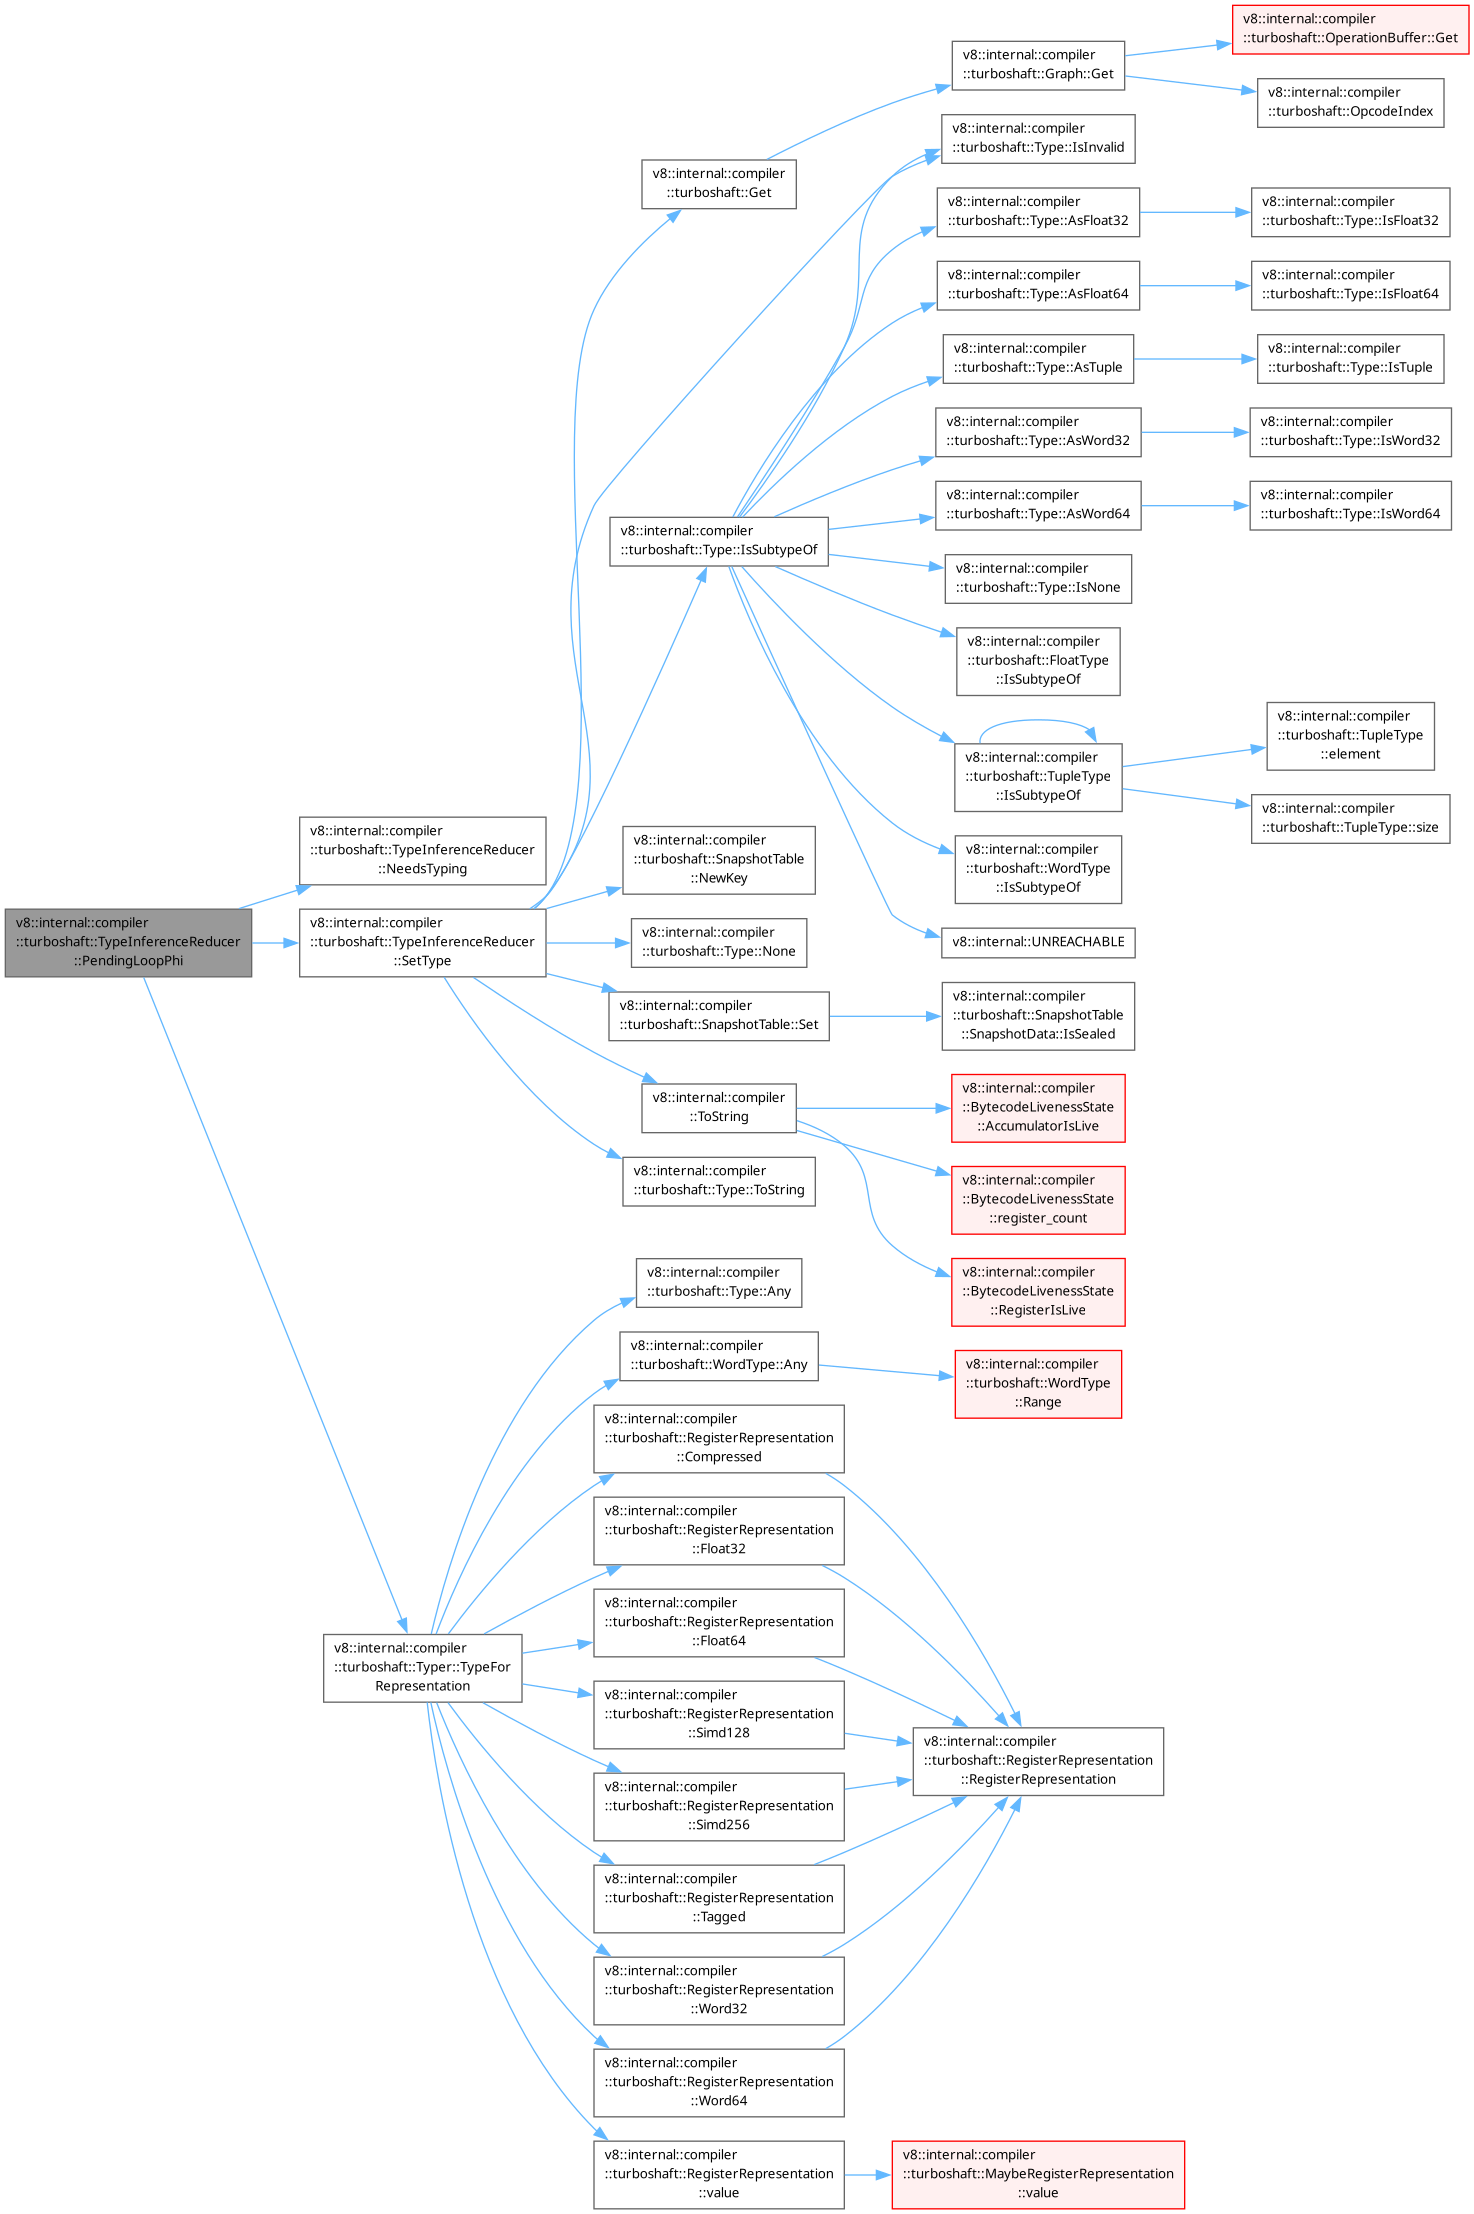 v8::internal::compiler
::turboshaft::TypeInferenceReducer
::PendingLoopPhi
v8::internal::compiler
::turboshaft::TypeInferenceReducer
::NeedsTyping
v8::internal::compiler
::turboshaft::TypeInferenceReducer
::SetType
v8::internal::compiler
::turboshaft::Get
v8::internal::compiler
::turboshaft::Graph::Get
v8::internal::compiler
::turboshaft::OperationBuffer::Get
v8::internal::compiler
::turboshaft::OpcodeIndex
v8::internal::compiler
::turboshaft::Type::IsInvalid
v8::internal::compiler
::turboshaft::Type::IsSubtypeOf
v8::internal::compiler
::turboshaft::Type::AsFloat32
v8::internal::compiler
::turboshaft::Type::IsFloat32
v8::internal::compiler
::turboshaft::Type::AsFloat64
v8::internal::compiler
::turboshaft::Type::IsFloat64
v8::internal::compiler
::turboshaft::Type::AsTuple
v8::internal::compiler
::turboshaft::Type::IsTuple
v8::internal::compiler
::turboshaft::Type::AsWord32
v8::internal::compiler
::turboshaft::Type::IsWord32
v8::internal::compiler
::turboshaft::Type::AsWord64
v8::internal::compiler
::turboshaft::Type::IsWord64
v8::internal::compiler
::turboshaft::Type::IsNone
v8::internal::compiler
::turboshaft::FloatType
::IsSubtypeOf
v8::internal::compiler
::turboshaft::TupleType
::IsSubtypeOf
v8::internal::compiler
::turboshaft::TupleType
::element
v8::internal::compiler
::turboshaft::TupleType::size
v8::internal::compiler
::turboshaft::WordType
::IsSubtypeOf
v8::internal::UNREACHABLE
v8::internal::compiler
::turboshaft::SnapshotTable
::NewKey
v8::internal::compiler
::turboshaft::Type::None
v8::internal::compiler
::turboshaft::SnapshotTable::Set
v8::internal::compiler
::turboshaft::SnapshotTable
::SnapshotData::IsSealed
v8::internal::compiler
::ToString
v8::internal::compiler
::BytecodeLivenessState
::AccumulatorIsLive
v8::internal::compiler
::BytecodeLivenessState
::register_count
v8::internal::compiler
::BytecodeLivenessState
::RegisterIsLive
v8::internal::compiler
::turboshaft::Type::ToString
v8::internal::compiler
::turboshaft::Typer::TypeFor
Representation
v8::internal::compiler
::turboshaft::Type::Any
v8::internal::compiler
::turboshaft::WordType::Any
v8::internal::compiler
::turboshaft::WordType
::Range
v8::internal::compiler
::turboshaft::RegisterRepresentation
::Compressed
v8::internal::compiler
::turboshaft::RegisterRepresentation
::Float32
v8::internal::compiler
::turboshaft::RegisterRepresentation
::Float64
v8::internal::compiler
::turboshaft::RegisterRepresentation
::Simd128
v8::internal::compiler
::turboshaft::RegisterRepresentation
::RegisterRepresentation
v8::internal::compiler
::turboshaft::RegisterRepresentation
::Simd256
v8::internal::compiler
::turboshaft::RegisterRepresentation
::Tagged
v8::internal::compiler
::turboshaft::RegisterRepresentation
::Word32
v8::internal::compiler
::turboshaft::RegisterRepresentation
::Word64
v8::internal::compiler
::turboshaft::RegisterRepresentation
::value
v8::internal::compiler
::turboshaft::MaybeRegisterRepresentation
::value